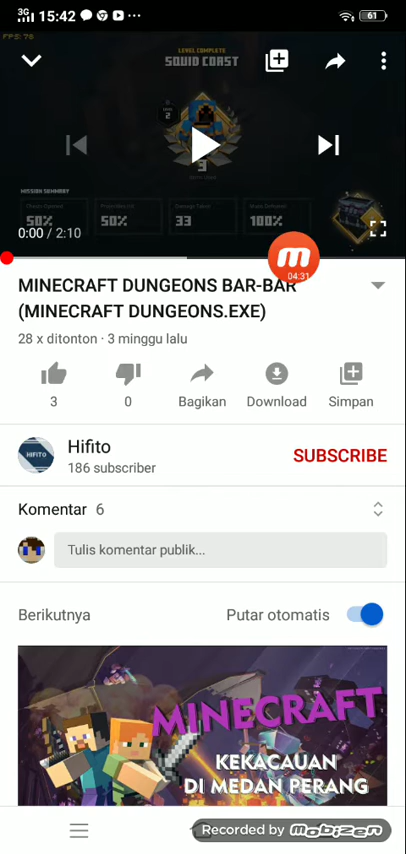 3G 15:42 61
FPS: 76
LEVEL COMPLETE
SQUID COAST
9
MISSION SUMMARY
50% 50% 33 100%
0:00 / 2:10
04:31
MINECRAFT DUNGEONS BAR-BAR
(MINECRAFT DUNGEONS.EXE)
28 x ditonton · 3 minggu lalu
3 0 Bagikan Download Simpan
HIFITO
Hifito
186 subscriber
SUBSCRIBE
Komentar 6
Tulis komentar publik...
Berikutnya Putar otomatis
MINECRAFT
KEKACAUAN
DI MEDAN PERANG
Recorded by mobizen